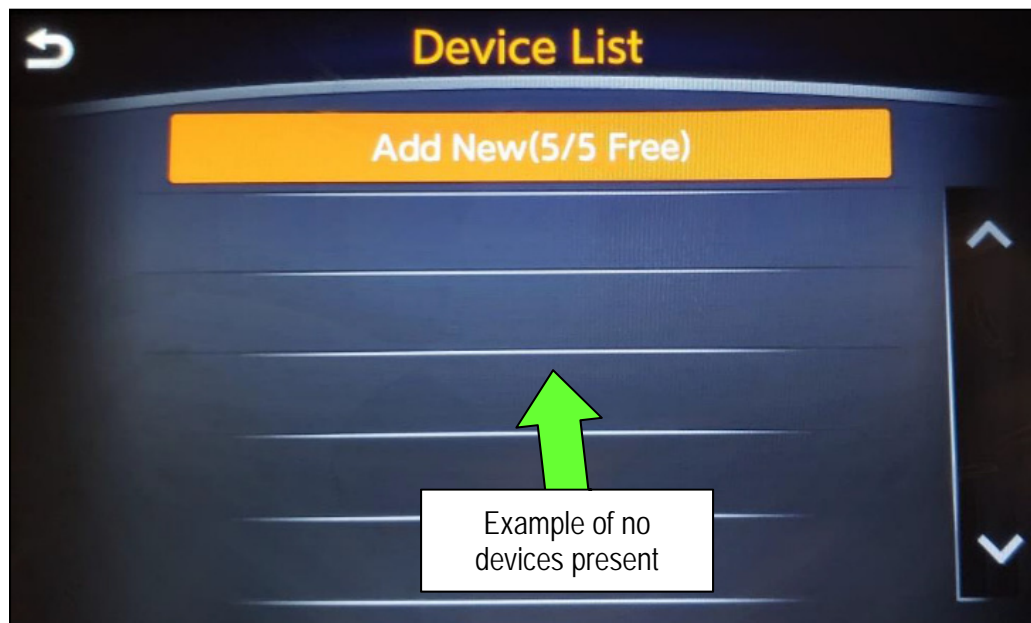 Device List
Add New(5/5 Free)
Example of no
devices present